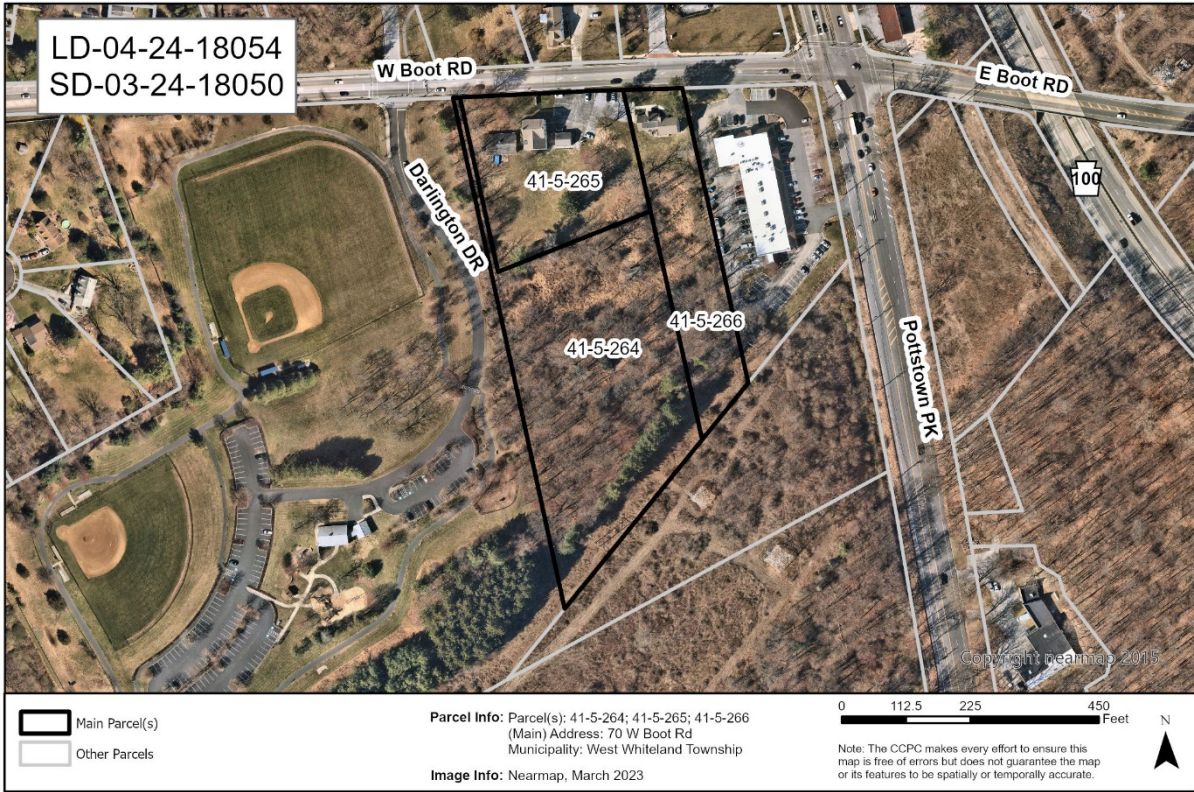 LD-04-24-18054
SD-03-24-18050
W Boot RD
E Boot RD
100
Darlington DR
41-5-265
41-5-266
41-5-264
Pottstown PK
Copyright nearmap 2015
Main Parcel(s)
Other Parcels
Parcel Info: Parcel(s): 41-5-264; 41-5-265; 41-5-266
(Main) Address: 70 W Boot Rd
Municipality: West Whiteland Township
Image Info: Nearmap, March 2023
0 112.5 225 450
Feet
N
Note: The CCPC makes every effort to ensure this
map is free of errors but does not guarantee the map
or its features to be spatially or temporally accurate.